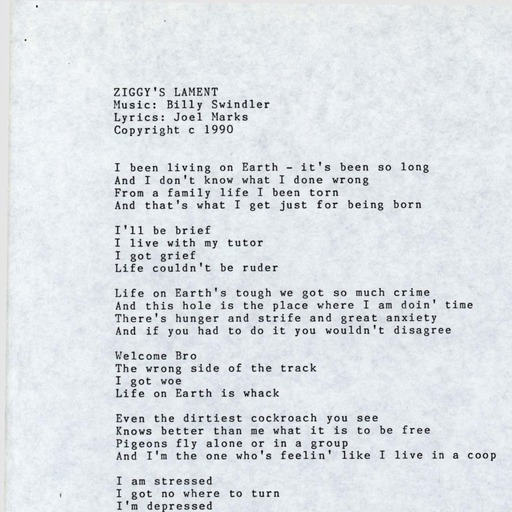 ZIGGY'S LAMENT
Music: Billy Swindler
Lyrics: Joel Marks
Copyright c 1990
I been living on Earth - it's been so long
And I don't know what I done wrong
From a family life I been torn
And that's what I get just for being born
I'll be brief
I live with my tutor
I got grief
Life couldn't be ruder
Life on Earth's tough we got so much crime
And this hole is the place where I am doin' time
There's hunger and strife and great anxiety
And if you had to do it you wouldn't disagree
Welcome Bro
The wrong side of the track
I got woe
Life on Earth is whack
Even the dirtiest cockroach you see
Knows better than me what it is to be free
Pigeons fly alone or in a group
And I'm the one who's feelin' like I live in a coop
I am stressed
I got no where to turn
I'm depressed